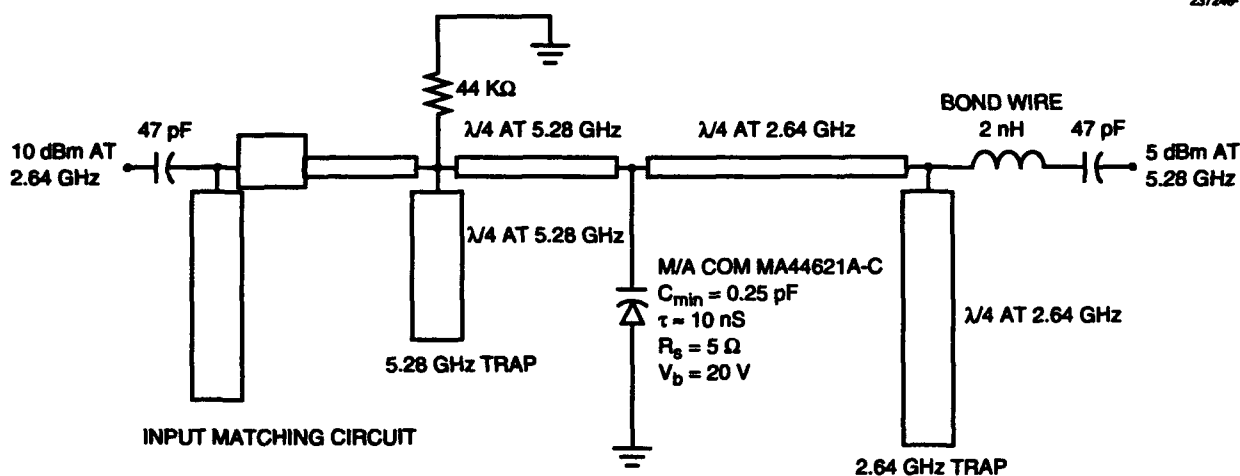 44 KΩ
BOND WIRE
47 pF
λ/4 AT 5.28 GHz
λ/4 AT 2.64 GHz
2 nH
47 pF
10 dBm AT
2.64 GHz
5 dBm AT
5.28 GHz
λ/4 AT 5.28 GHz
M/A COM MA44621A-C
Cmin = 0.25 pF
τ ≈ 10 nS
Rs = 5 Ω
Vb = 20 V
λ/4 AT 2.64 GHz
5.28 GHz TRAP
INPUT MATCHING CIRCUIT
2.64 GHz TRAP